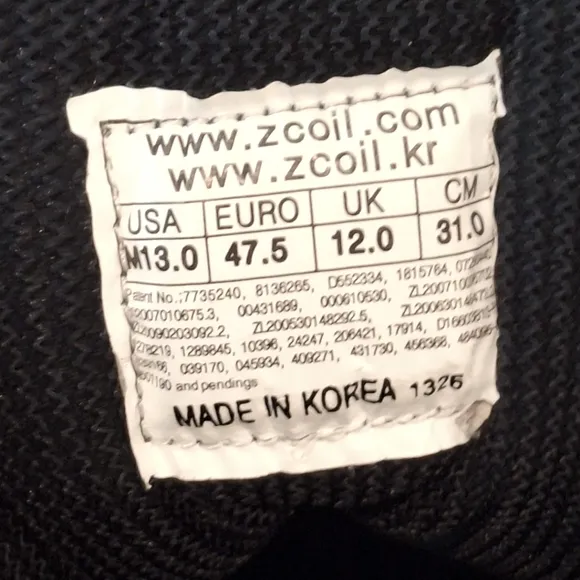 www.zcoil.com
www.zcoil.kr
USA EURO UK CM
M13.0 47.5 12.0 31.0
Patent No.:7735240, 8136265, D552334, 1815764,
00431689, 000610530,
ZL200530148292.5,
1289845, 10396, 24247, 206421, 17914,
039170, 045934, 409271, 431730, 456368,
and pendings
MADE IN KOREA 1326